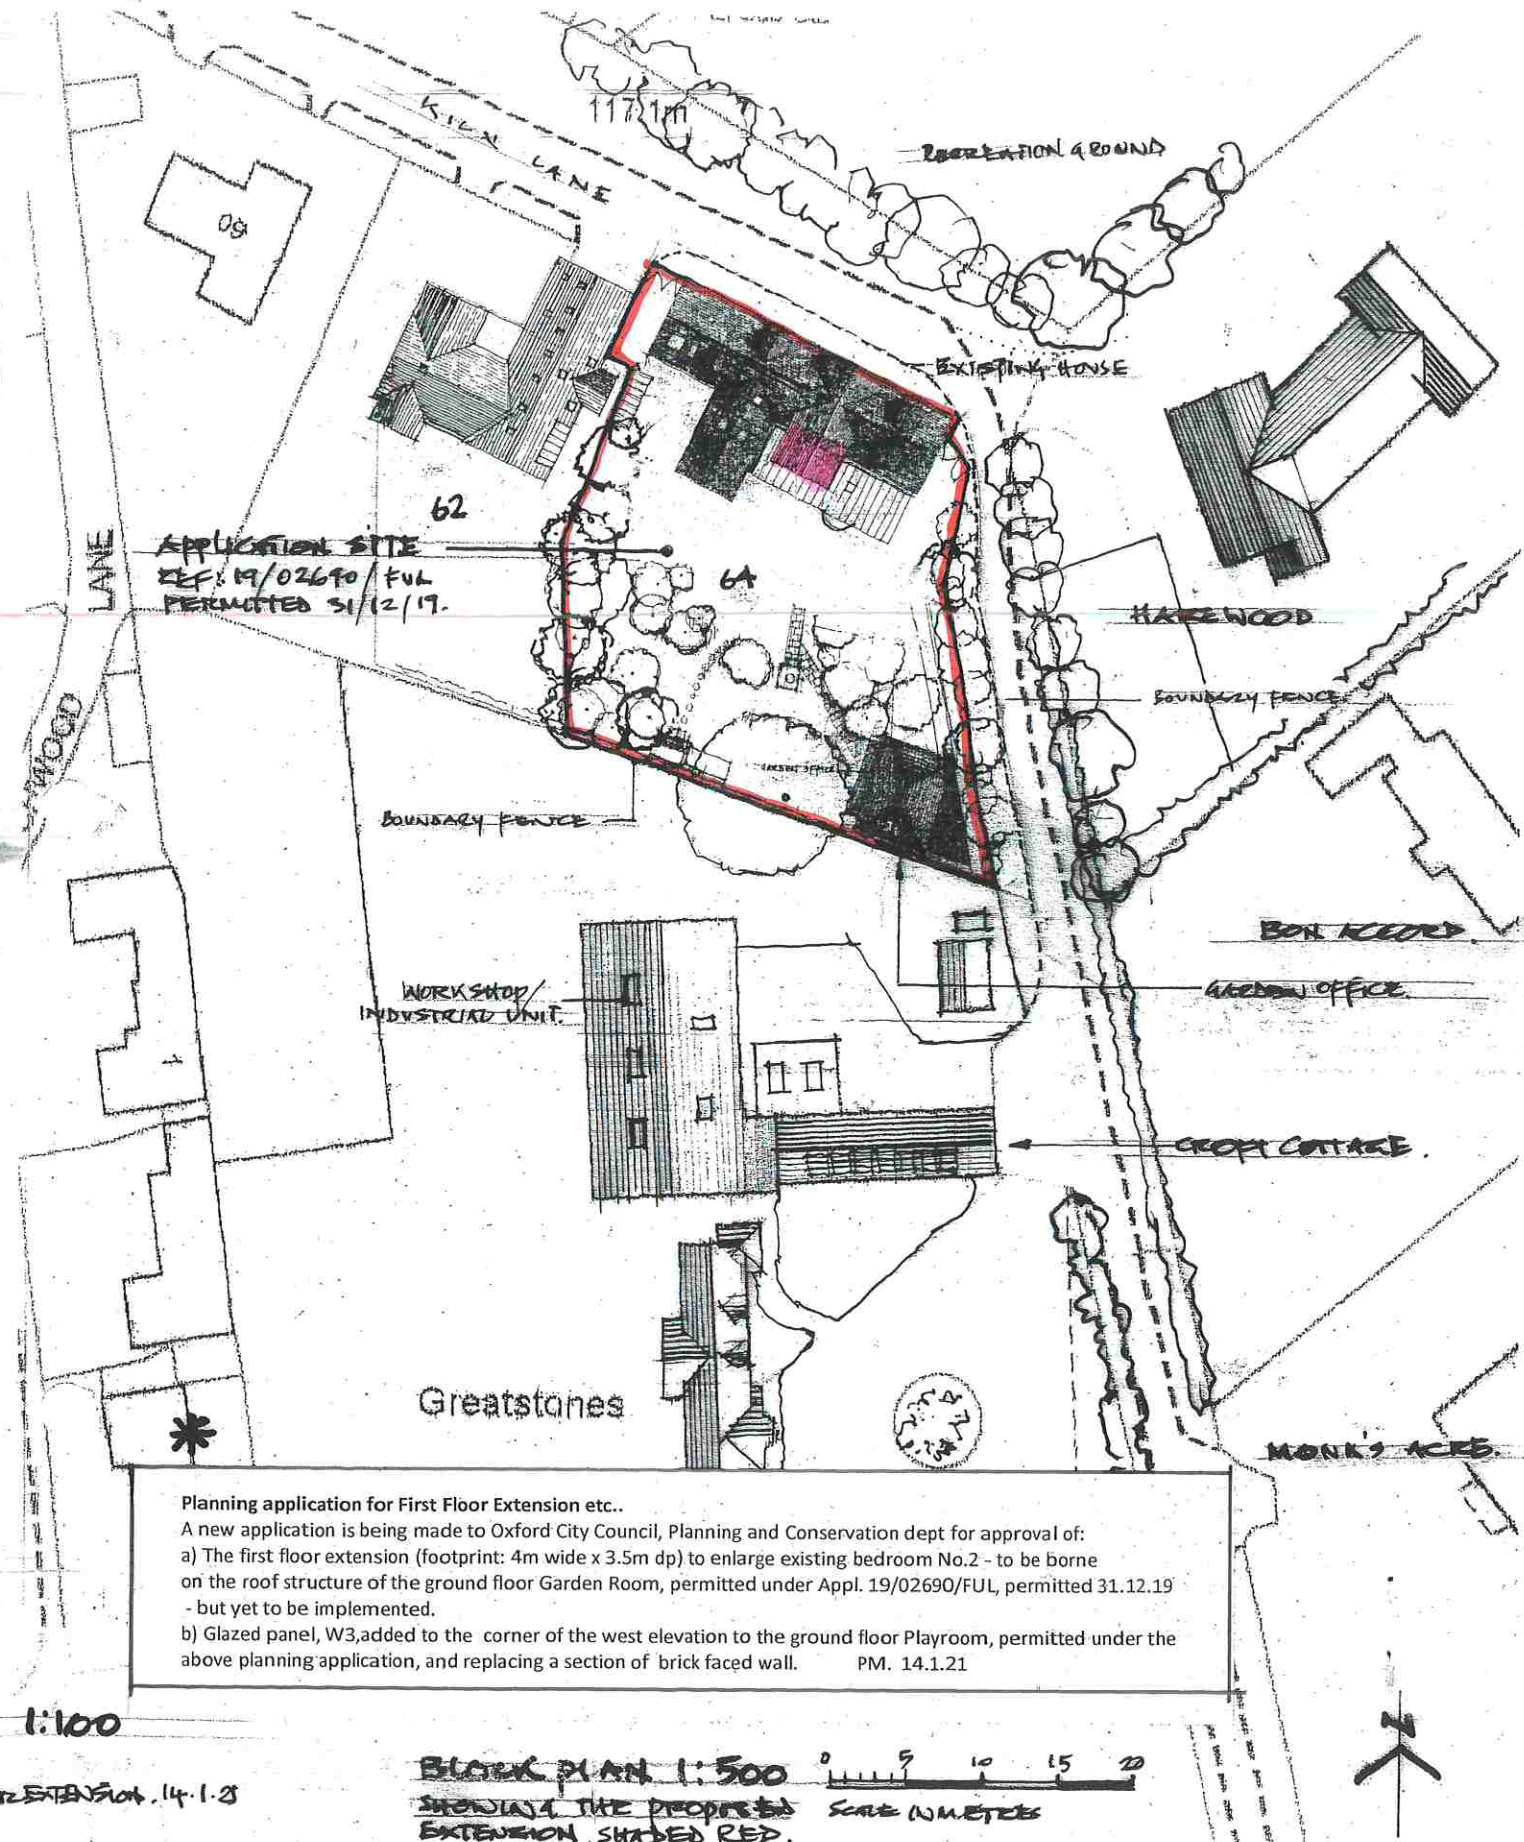 117.1m
KILN LANE
RECREATION GROUND
60
EXISTING HOUSE
62
LANE
APPLICATION SITE
REF: 19/02690/FUL
PERMITTED 31/12/19.
64
HAREWOOD
BOUNDARY FENCE
WOOD
GARDEN OFFICE
BOUNDARY FENCE
BON ACCORD.
WORKSHOP/
INDUSTRIAL UNIT.
GARDEN OFFICE.
1
CROFT COTTAGE.
Greatstones
MONK'S ACRE.
Planning application for First Floor Extension etc..
A new application is being made to Oxford City Council, Planning and Conservation dept for approval of:
a) The first floor extension (footprint: 4m wide x 3.5m dp) to enlarge existing bedroom No.2 - to be borne
on the roof structure of the ground floor Garden Room, permitted under Appl. 19/02690/FUL, permitted 31.12.19
- but yet to be implemented.
b) Glazed panel, W3,added to the corner of the west elevation to the ground floor Playroom, permitted under the
above planning application, and replacing a section of brick faced wall. PM. 14.1.21
1:100
EXTENSION. 14.1.21
BLOCK PLAN 1:500
SHOWING THE PROPOSED
EXTENSION SHADED RED.
0 5 10 15 20
SCALE IN METRES
N